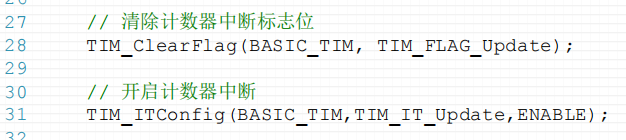 27 // 清除计数器中断标志位
28 TIM_ClearFlag(BASIC_TIM, TIM_FLAG_Update);
29
30 // 开启计数器中断
31 TIM_ITConfig(BASIC_TIM,TIM_IT_Update,ENABLE);